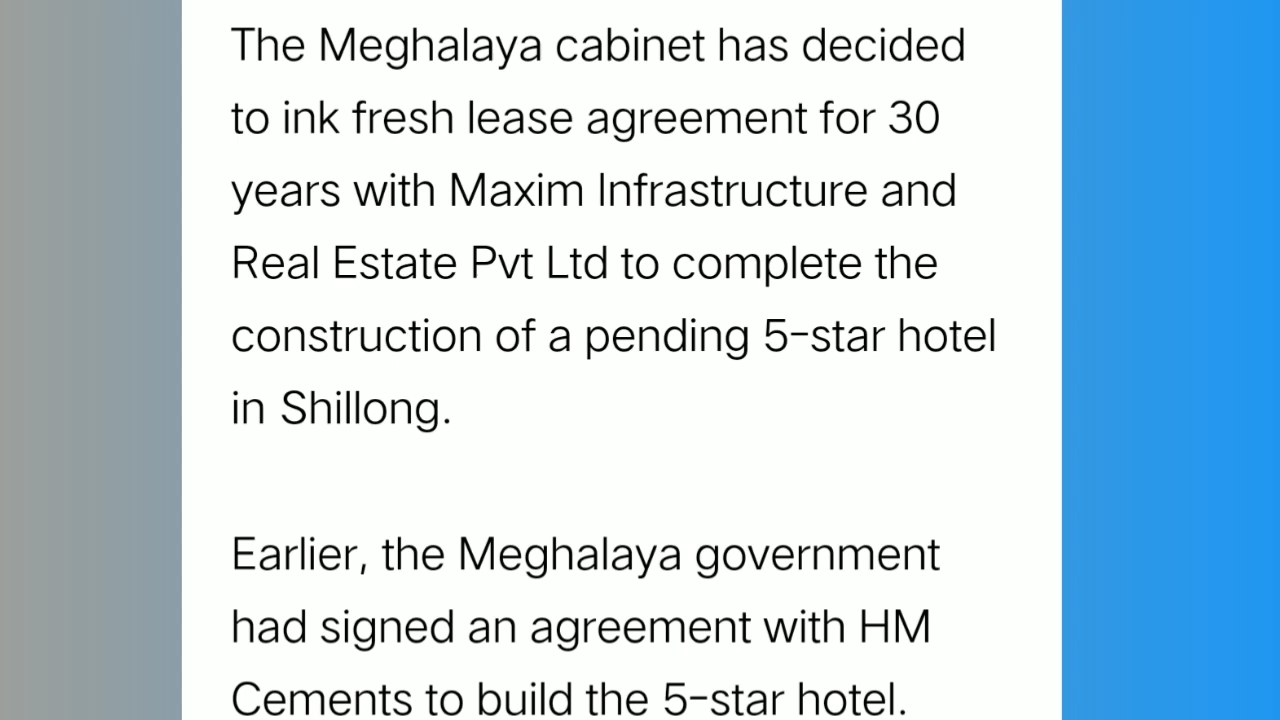 The Meghalaya cabinet has decided
to ink fresh lease agreement for 30
years with Maxim Infrastructure and
Real Estate Pvt Ltd to complete the
construction of a pending 5-star hotel
in Shillong.
Earlier, the Meghalaya government
had signed an agreement with HM
Cements to build the 5-star hotel.